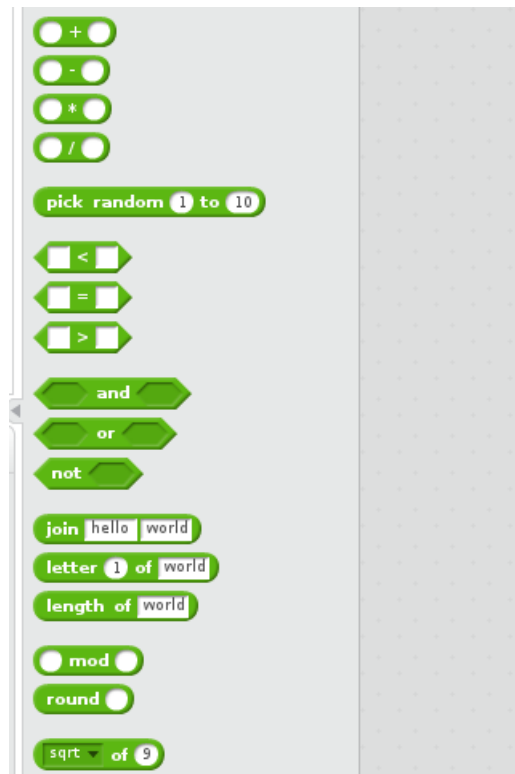 +
-
*
/
pick random 1 to 10
<
=
>
and
or
not
join hello world
letter 1 of world
length of world
mod
round
sqrt of 9